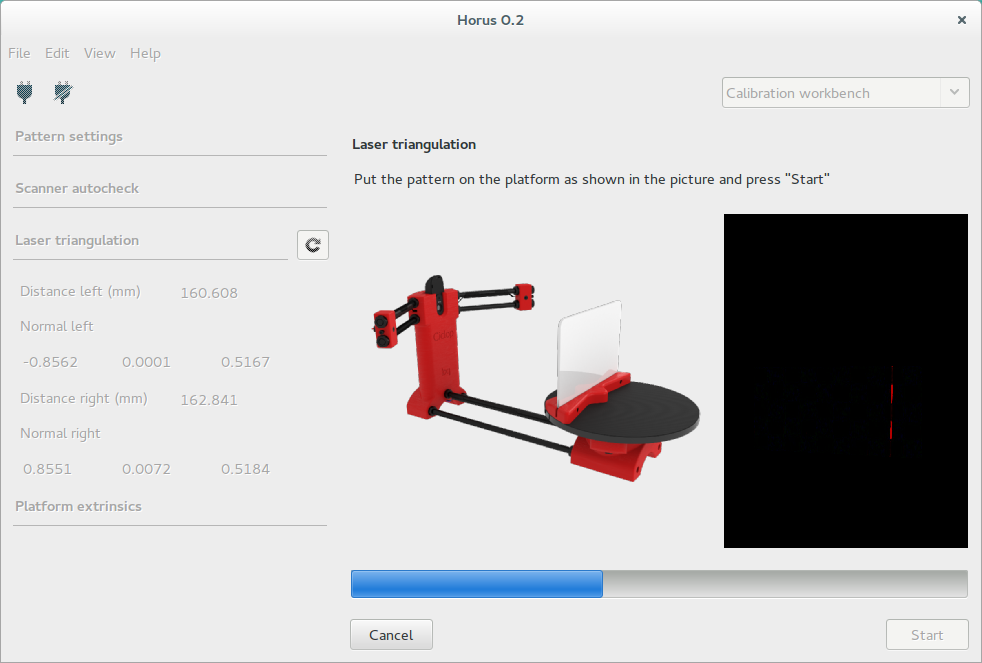 Horus 0.2
File Edit View Help
Calibration workbench
Pattern settings
Scanner autocheck
Laser triangulation
Distance left (mm) 160.608
Normal left
-0.8562 0.0001 0.5167
Distance right (mm) 162.841
Normal right
0.8551 0.0072 0.5184
Platform extrinsics
Laser triangulation
Put the pattern on the platform as shown in the picture and press "Start"
Cancel
Start